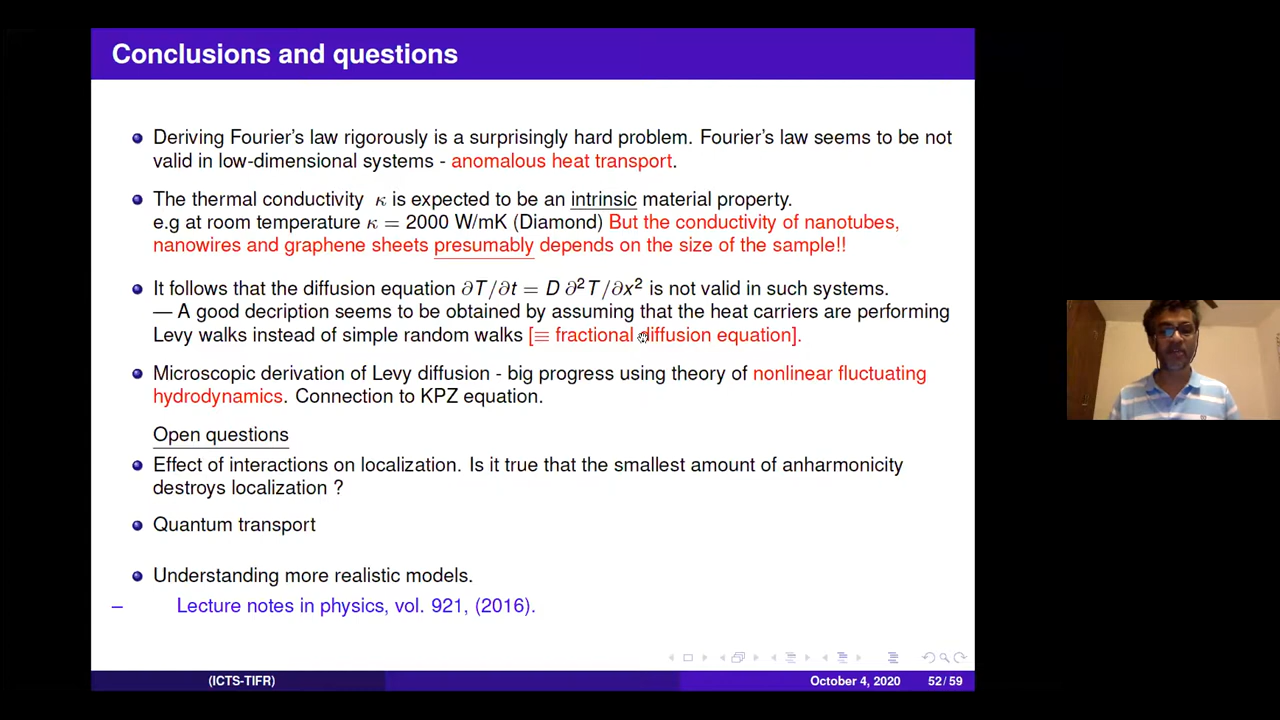 Conclusions and questions
Deriving Fourier's law rigorously is a surprisingly hard problem. Fourier's law seems to be not
valid in low-dimensional systems - anomalous heat transport.
The thermal conductivity κ is expected to be an intrinsic material property.
e.g at room temperature κ = 2000 W/mK (Diamond) But the conductivity of nanotubes,
nanowires and graphene sheets presumably depends on the size of the sample!!
It follows that the diffusion equation ∂T/∂t = D ∂²T/∂x² is not valid in such systems.
— A good decription seems to be obtained by assuming that the heat carriers are performing
Levy walks instead of simple random walks [≡ fractional diffusion equation].
Microscopic derivation of Levy diffusion - big progress using theory of nonlinear fluctuating
hydrodynamics. Connection to KPZ equation.
Open questions
Effect of interactions on localization. Is it true that the smallest amount of anharmonicity
destroys localization ?
Quantum transport
Understanding more realistic models.
– Lecture notes in physics, vol. 921, (2016).
(ICTS-TIFR) October 4, 2020 52/59